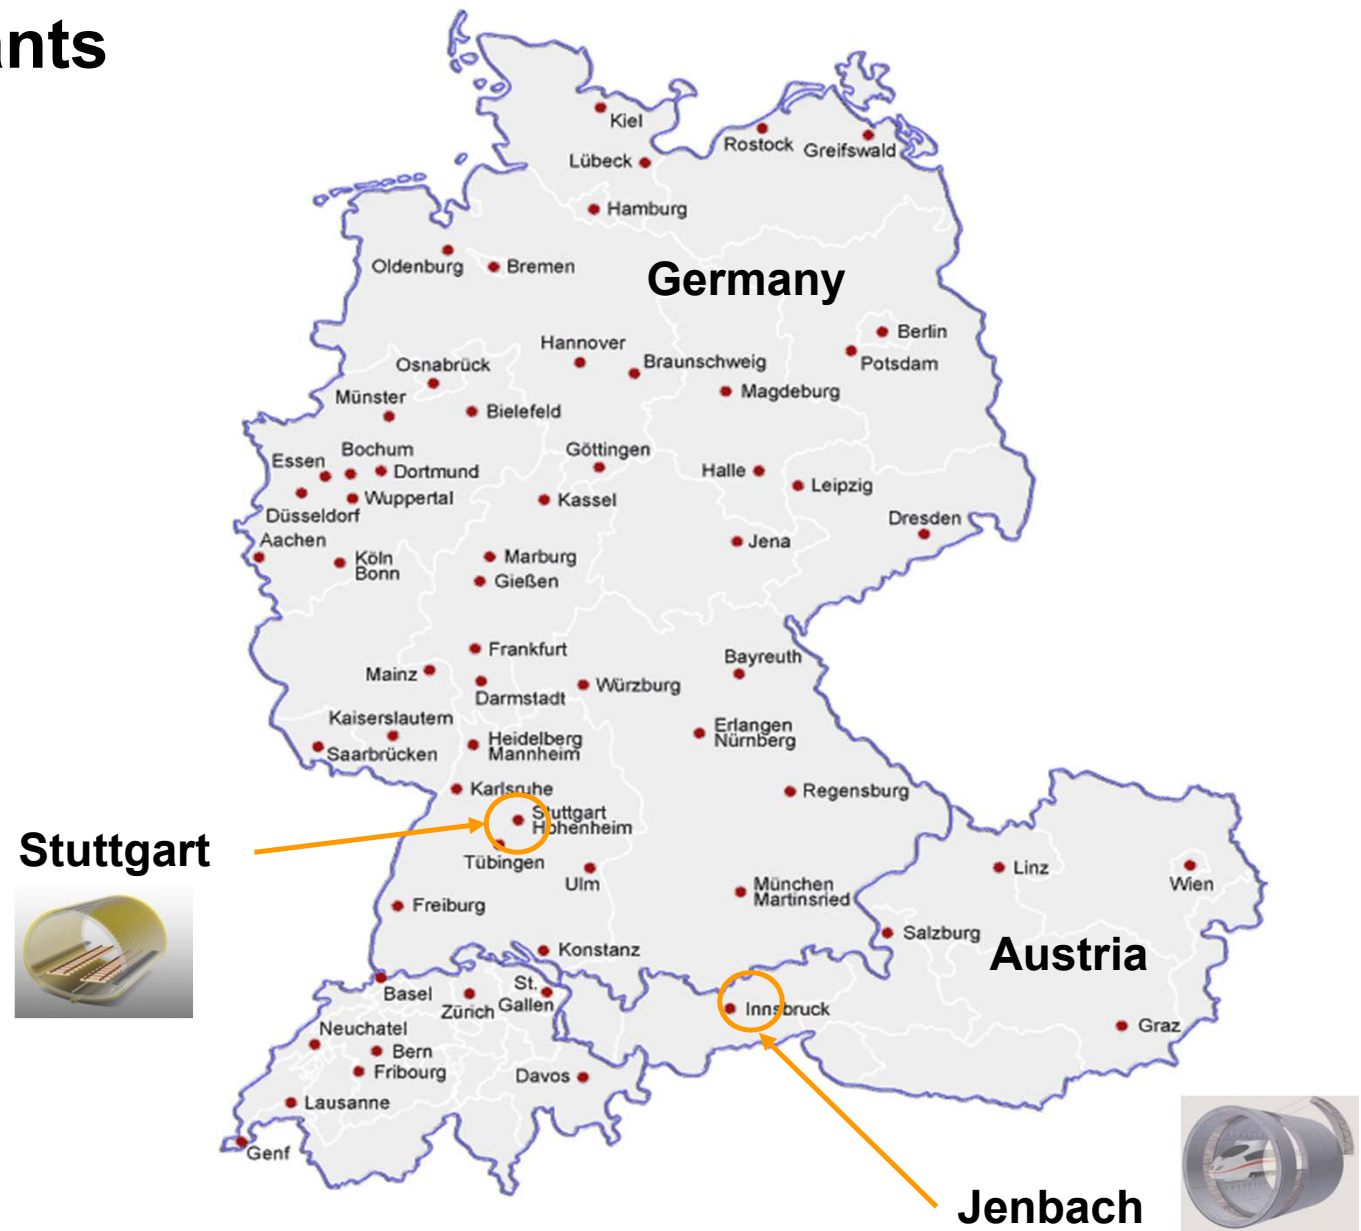 ants
Kiel
Rostock
Greifswald
Lübeck
Hamburg
Oldenburg
Bremen
Germany
Berlin
Hannover
Braunschweig
Potsdam
Osnabrück
Magdeburg
Münster
Bielefeld
Bochum
Göttingen
Essen
Dortmund
Halle
Leipzig
Wuppertal
Kassel
Düsseldorf
Dresden
Aachen
Jena
Köln
Bonn
Marburg
Gießen
Frankfurt
Bayreuth
Mainz
Würzburg
Darmstadt
Kaiserslautern
Erlangen
Nürnberg
Heidelberg
Mannheim
Saarbrücken
Karlsruhe
Regensburg
Stuttgart
Hohenheim
Stuttgart
Tübingen
Ulm
Linz
Wien
München
Martinsried
Freiburg
Salzburg
Konstanz
Austria
Basel
St.
Gallen
Zürich
Innsbruck
Neuchatel
Graz
Bern
Fribourg
Davos
Lausanne
Genf
Jenbach